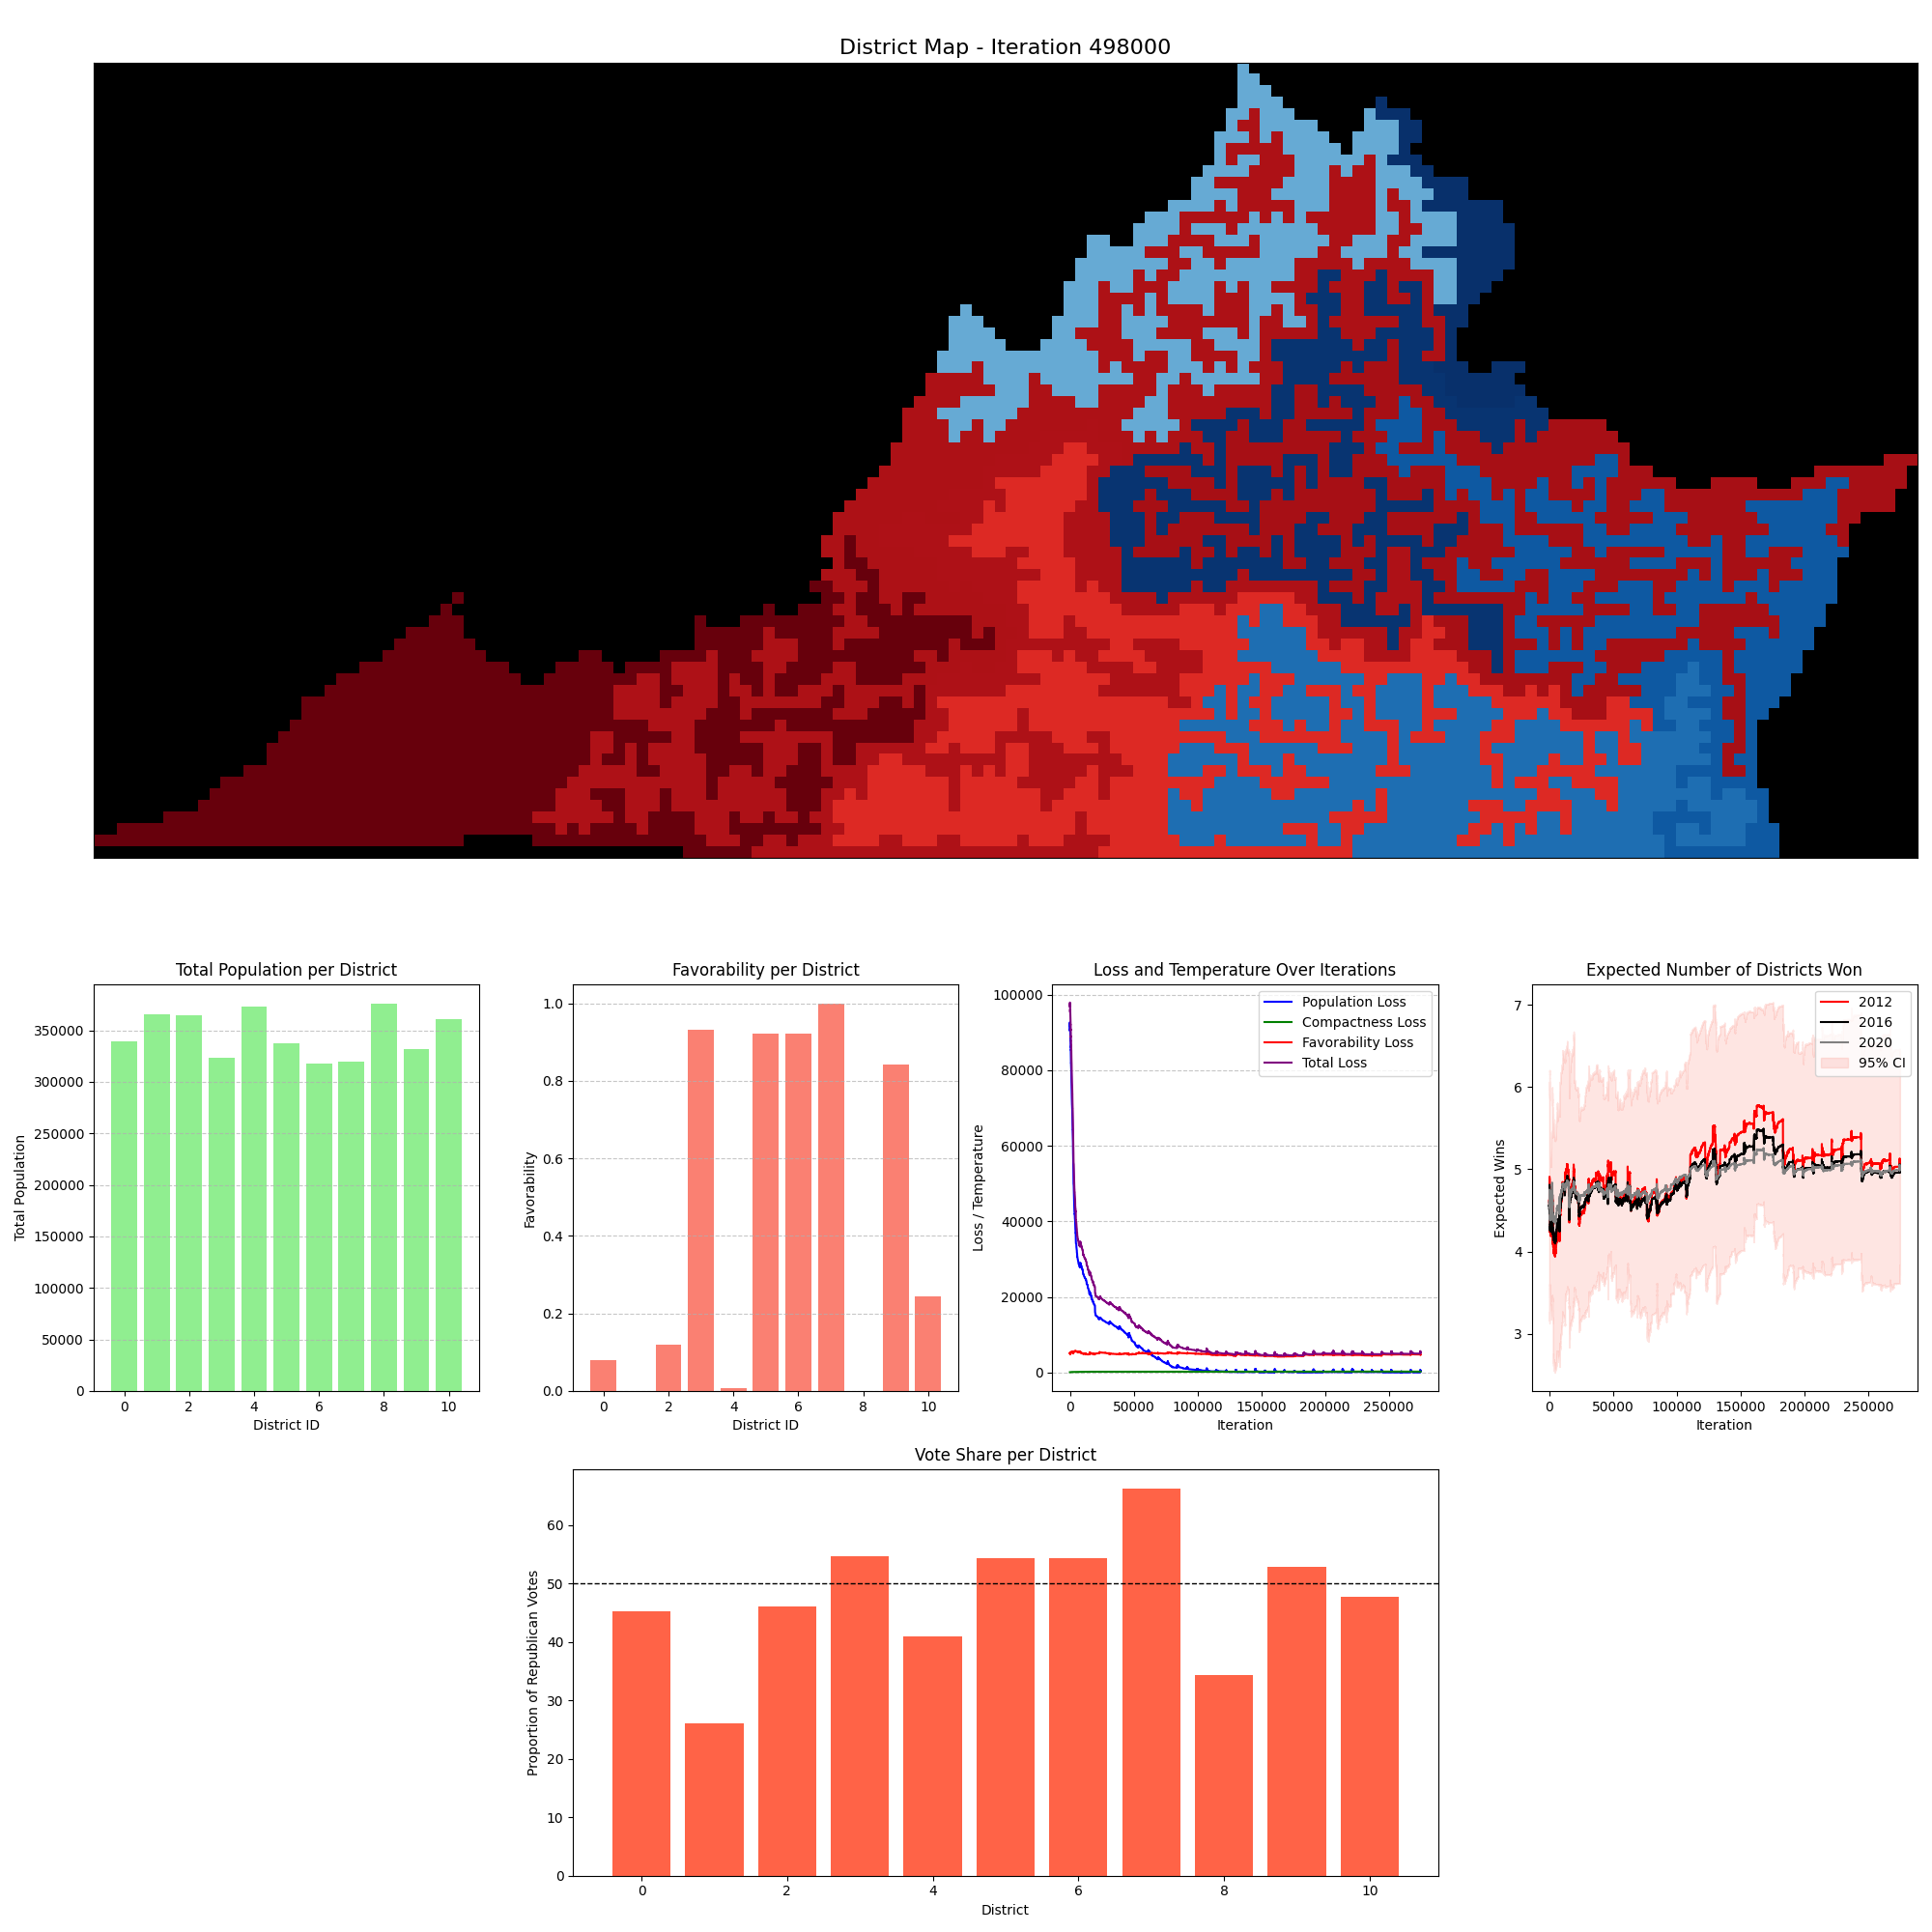 District Map - Iteration 498000
Total Population per District
Total Population
350000
300000
250000
200000
150000
100000
50000
0
0 2 4 6 8 10
District ID
Favorability per District
Favorability
1.0
0.8
0.6
0.4
0.2
0.0
0 2 4 6 8 10
District ID
Loss and Temperature Over Iterations
Loss / Temperature
100000
80000
60000
40000
20000
0
Population Loss
Compactness Loss
Favorability Loss
Total Loss
0 50000 100000 150000 200000 250000
Iteration
Expected Number of Districts Won
Expected Wins
7
6
5
4
3
2012
2016
2020
95% CI
0 50000 100000 150000 200000 250000
Iteration
Vote Share per District
Proportion of Republican Votes
60
50
40
30
20
10
0
0 2 4 6 8 10
District